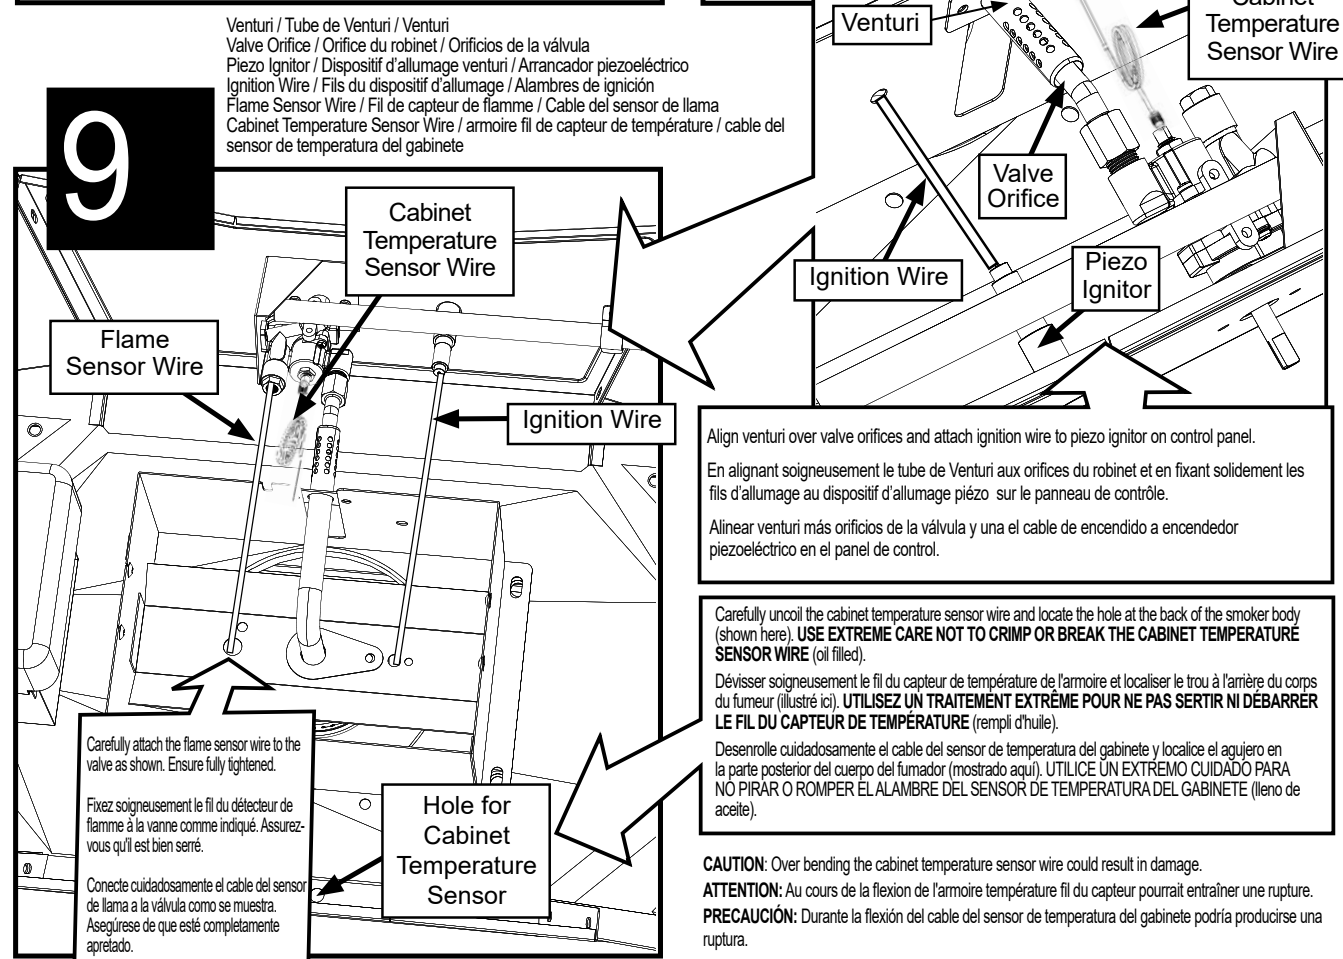 Venturi / Tube de Venturi / Venturi
Valve Orifice / Orifice du robinet / Orificios de la válvula
Piezo Ignitor / Dispositif d'allumage venturi / Arrancador piezoeléctrico
Ignition Wire / Fils du dispositif d'allumage / Alambres de ignición
Flame Sensor Wire / Fil de capteur de flamme / Cable del sensor de llama
Cabinet Temperature Sensor Wire / armoire fil de capteur de température / cable del
sensor de temperatura del gabinete
9
Cabinet
Temperature
Sensor Wire
Flame
Sensor Wire
Ignition Wire
Venturi
Cabinet
Temperature
Sensor Wire
Valve
Orifice
Ignition Wire
Piezo
Ignitor
Align venturi over valve orifices and attach ignition wire to piezo ignitor on control panel.
En alignant soigneusement le tube de Venturi aux orifices du robinet et en fixant solidement les
fils d'allumage au dispositif d'allumage piézo sur le panneau de contrôle.
Alinear venturi más orificios de la válvula y una el cable de encendido a encendedor
piezoeléctrico en el panel de control.
Carefully uncoil the cabinet temperature sensor wire and locate the hole at the back of the smoker body
(shown here). USE EXTREME CARE NOT TO CRIMP OR BREAK THE CABINET TEMPERATURE
SENSOR WIRE (oil filled).
Dévisser soigneusement le fil du capteur de température de l'armoire et localiser le trou à l'arrière du corps
du fumeur (illustré ici). UTILISEZ UN TRAITEMENT EXTRÊME POUR NE PAS SERTIR NI DÉBARRER
LE FIL DU CAPTEUR DE TEMPÉRATURE (rempli d'huile).
Desenrolle cuidadosamente el cable del sensor de temperatura del gabinete y localice el agujero en
la parte posterior del cuerpo del fumador (mostrado aquí). UTILICE UN EXTREMO CUIDADO PARA
NO PIRAR O ROMPER EL ALAMBRE DEL SENSOR DE TEMPERATURA DEL GABINETE (lleno de
aceite).
Carefully attach the flame sensor wire to the
valve as shown. Ensure fully tightened.
Fixez soigneusement le fil du détecteur de
flamme à la vanne comme indiqué. Assurez-
vous qu'il est bien serré.
Conecte cuidadosamente el cable del sensor
de llama a la válvula como se muestra.
Asegúrese de que esté completamente
apretado.
Hole for
Cabinet
Temperature
Sensor
CAUTION: Over bending the cabinet temperature sensor wire could result in damage.
ATTENTION: Au cours de la flexion de l'armoire température fil du capteur pourrait entraîner une rupture.
PRECAUCIÓN: Durante la flexión del cable del sensor de temperatura del gabinete podría producirse una
ruptura.